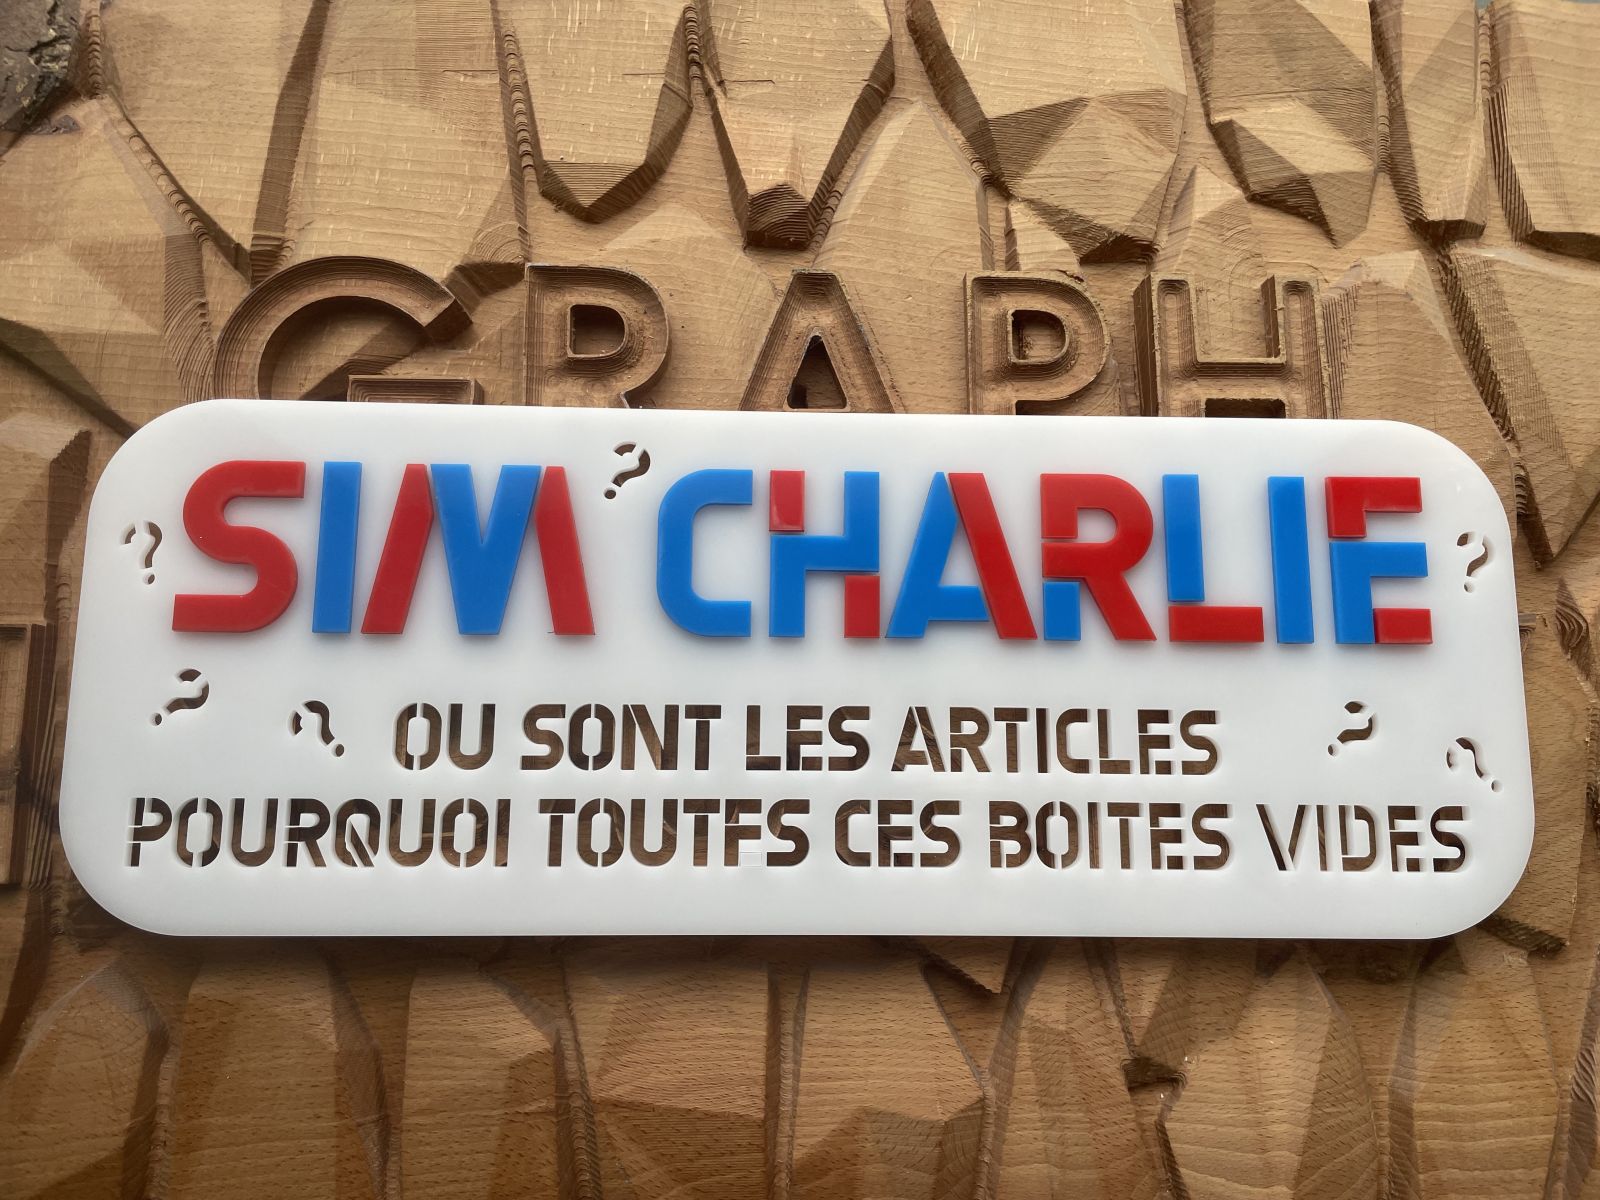 GRAPH
SIM CHARLIE
?
?
?
?
?
?
?
OU SONT LES ARTICLES
POURQUOI TOUTES CES BOITES VIDES